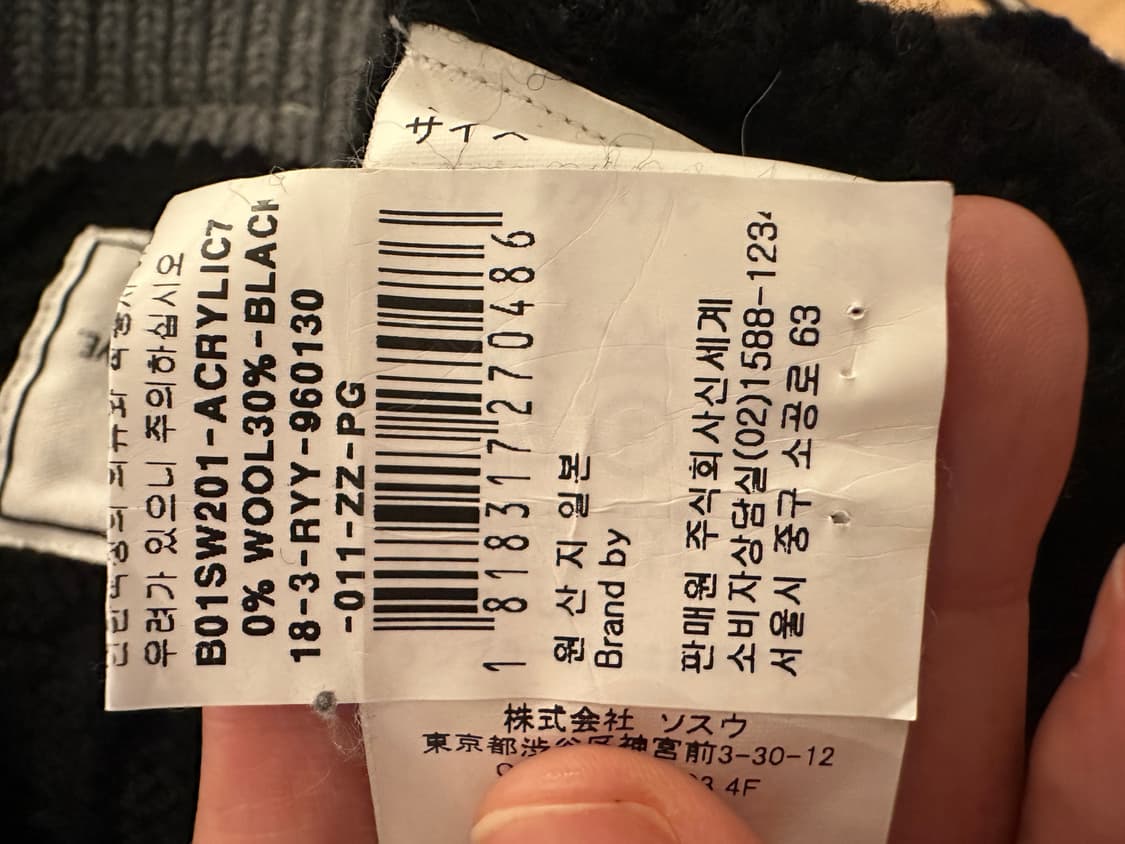 サイ
우려가 있으니 주의하십시오
B01SW201-ACRYLIC7
0% WOOL30%-BLACK
18-3-RYY-960130
-011-ZZ-PG
1818317270486
원 산 지 일본
Brand by
판매원 주식회사신세계
소비자상담실(02)1588-1234
서울시 중구 소공로 63
株式会社 ソスウ
東京都渋谷区神宮前3-30-12
4F